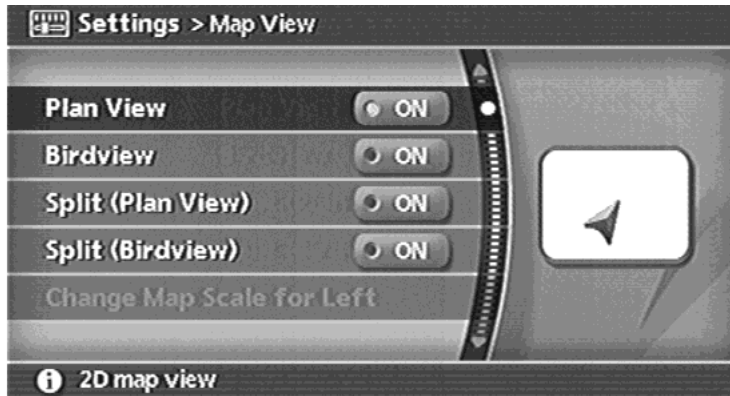 Settings > Map View
Plan View ON
Birdview ON
Split (Plan View) ON
Split (Birdview) ON
Change Map Scale for Left
2D map view